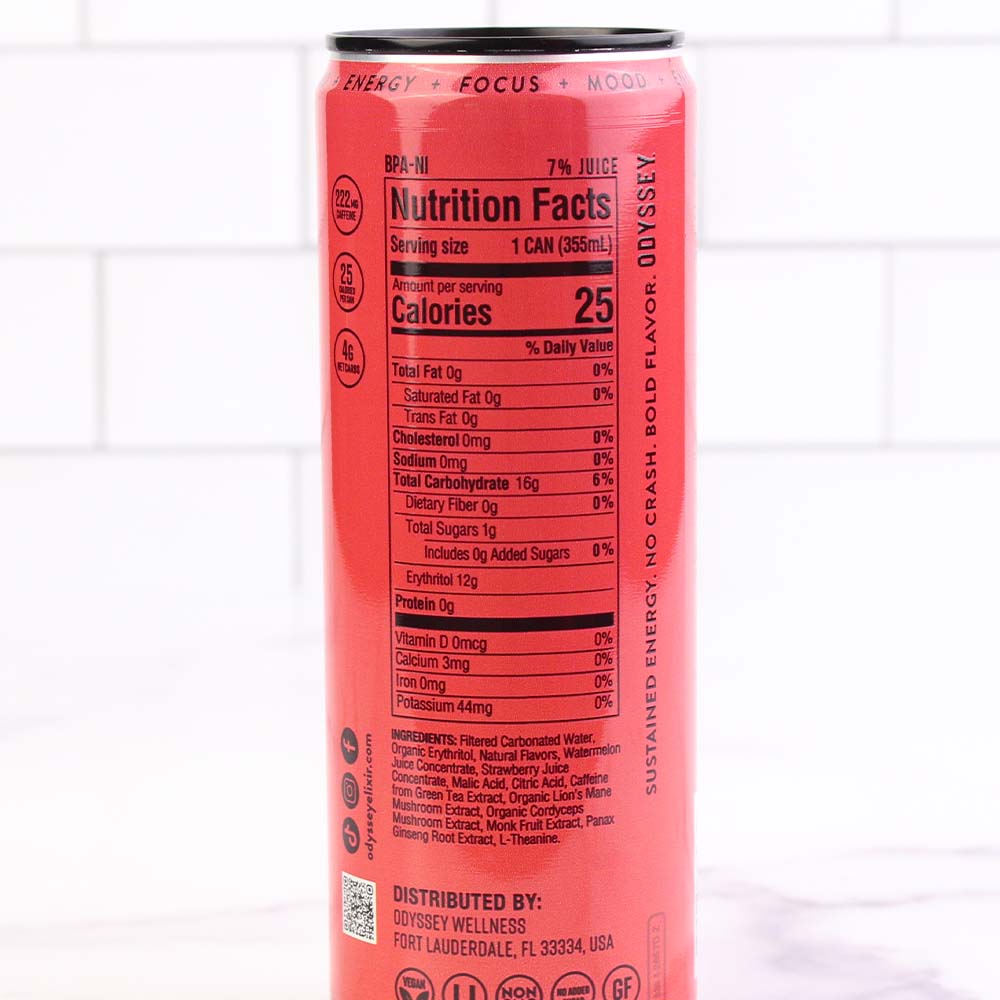 ENERGY + FOCUS + MOOD +
BPA-NI 7% JUICE
Nutrition Facts
Serving size 1 CAN (355mL)
Amount per serving
Calories 25
% Daily Value
Total Fat 0g 0%
Saturated Fat 0g 0%
Trans Fat 0g
Cholesterol 0mg 0%
Sodium 0mg 0%
Total Carbohydrate 16g 6%
Dietary Fiber 0g 0%
Total Sugars 1g
Includes 0g Added Sugars 0%
Erythritol 12g
Protein 0g
Vitamin D 0mcg 0%
Calcium 3mg 0%
Iron 0mg 0%
Potassium 44mg 0%
INGREDIENTS: Filtered Carbonated Water,
Organic Erythritol, Natural Flavors, Watermelon
Juice Concentrate, Strawberry Juice
Concentrate, Malic Acid, Citric Acid, Caffeine
from Green Tea Extract, Organic Lion's Mane
Mushroom Extract, Organic Cordyceps
Mushroom Extract, Monk Fruit Extract, Panax
Ginseng Root Extract, L-Theanine.
DISTRIBUTED BY:
ODYSSEY WELLNESS
FORT LAUDERDALE, FL 33334, USA
VEGAN
NON
NO ADDED
GF
222MG
CAFFEINE
25
CALORIES
PER CAN
4G
NET CARBS
odysseyelixir.com
SUSTAINED ENERGY. NO CRASH. BOLD FLAVOR. ODYSSEY.